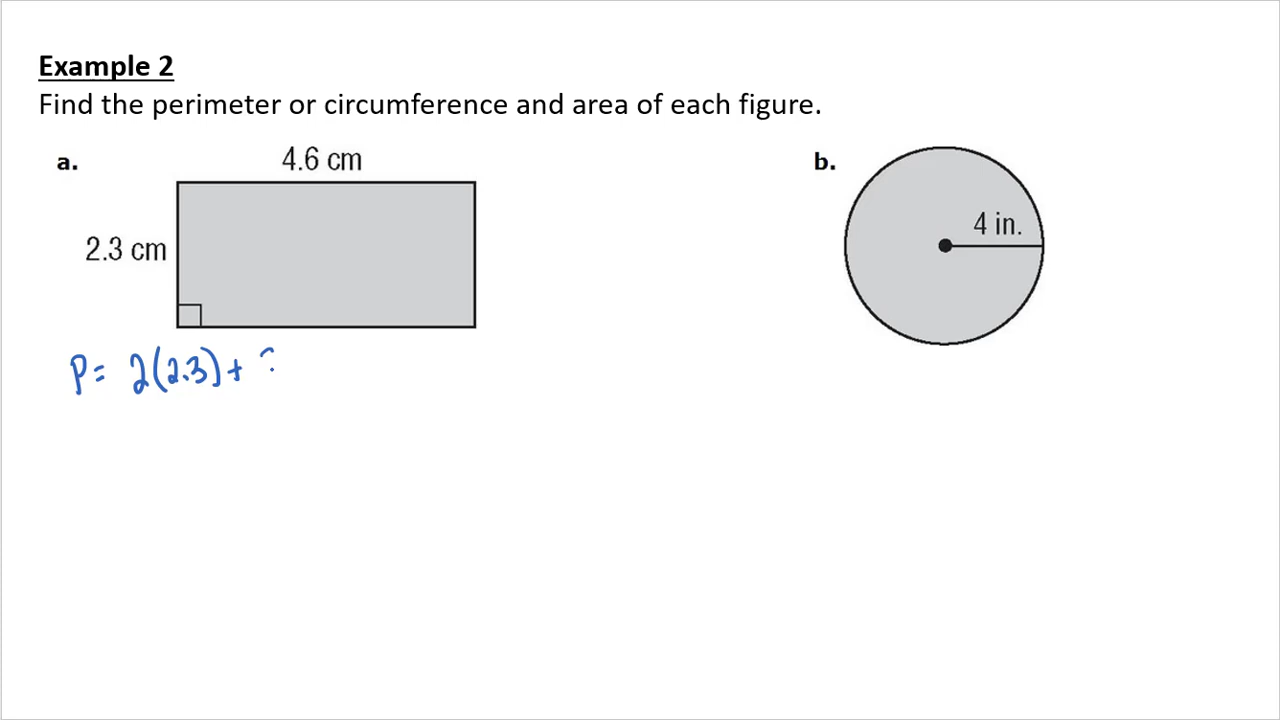 Example 2
Find the perimeter or circumference and area of each figure.
a.
4.6 cm
2.3 cm
P= 2(2.3)+
b.
4 in.